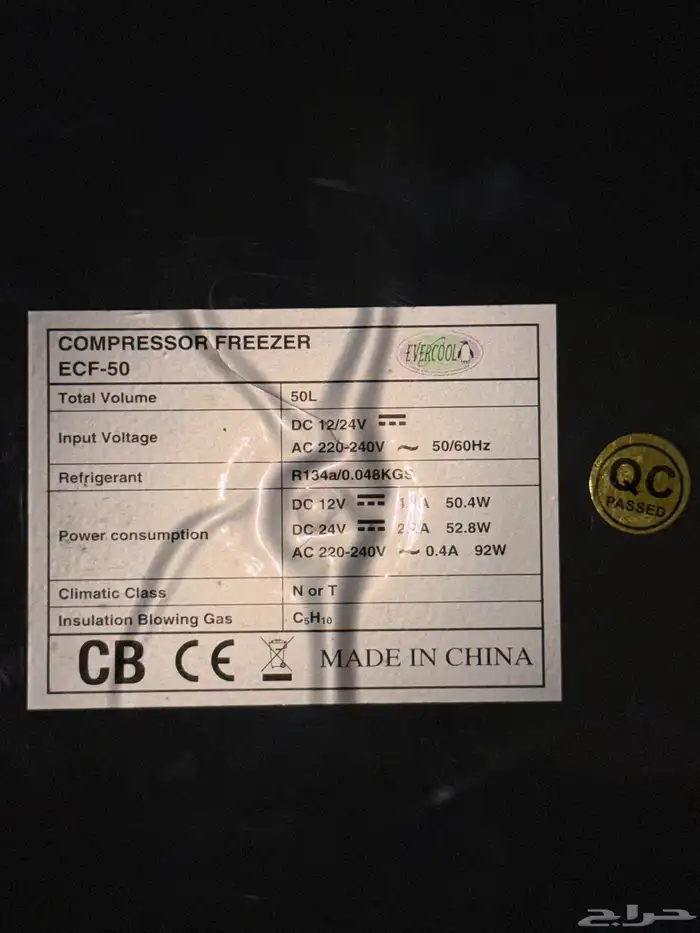 COMPRESSOR FREEZER
ECF-50
EVERCOOL
Total Volume 50L
Input Voltage DC 12/24V
AC 220-240V ~ 50/60Hz
Refrigerant R134a/0.048KGS
Power consumption DC 12V 50.4W
DC 24V 52.8W
AC 220-240V ~ 0.4A 92W
Climatic Class N or T
Insulation Blowing Gas C₅H₁₀
CB CE MADE IN CHINA
QC
PASSED
حراج